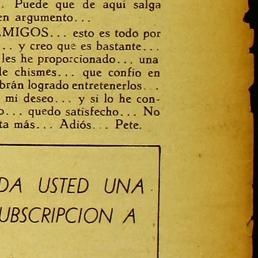 . Puede que de aquí salga
en argumento...
MIGOS... esto es todo por
... y creo que es bastante...
les he proporcionado... una
de chismes... que confío en
brán logrado entretenerlos...
mi deseo... y si lo he con-
o... quedo satisfecho... No
ta más... Adiós... Pete.
DA USTED UNA
UBSCRIPCION A